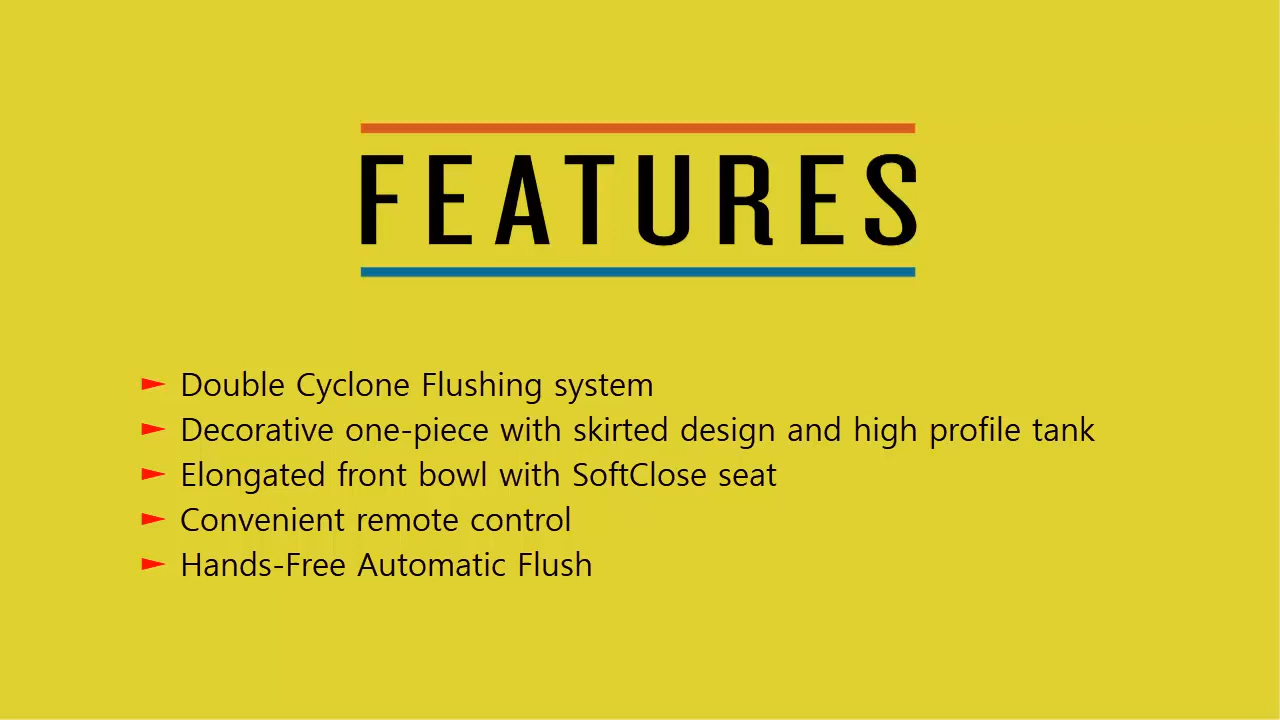 FEATURES
► Double Cyclone Flushing system
► Decorative one-piece with skirted design and high profile tank
► Elongated front bowl with SoftClose seat
► Convenient remote control
► Hands-Free Automatic Flush